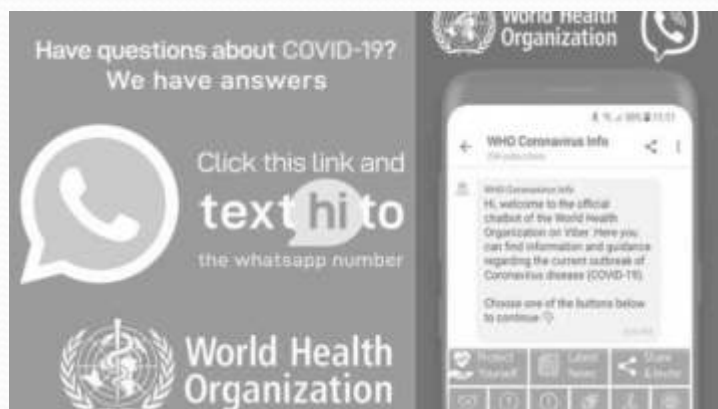 Have questions about COVID-19?
We have answers
Click this link and
text hi to
the whatsapp number
World Health
Organization
World Health
Organization
WHO Coronavirus Info
WHO Coronavirus Info
Hi, welcome to the official
chatbot of the World Health
Organization on Viber. Here you
can find information and guidance
regarding the current outbreak of
Coronavirus disease (COVID-19).
Choose one of the buttons below
to continue
Protect
Yourself
Latest
News
Share
& Invite